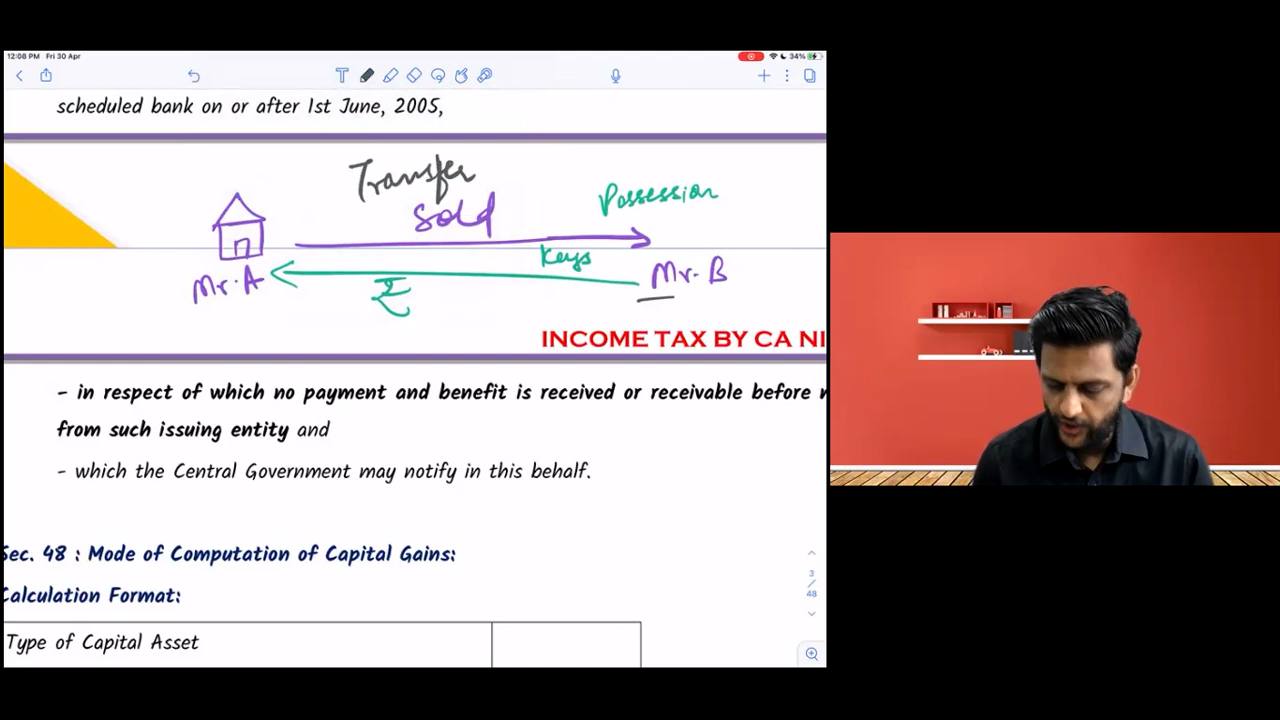 12:08 PM Fri 30 Apr 34%
scheduled bank on or after 1st June, 2005,
Transfer
Possession
Sold
Keys
Mr. A ₹ Mr. B
INCOME TAX BY CA NI
- in respect of which no payment and benefit is received or receivable before
from such issuing entity and
- which the Central Government may notify in this behalf.
Sec. 48 : Mode of Computation of Capital Gains:
Calculation Format:
3
/
48
Type of Capital Asset